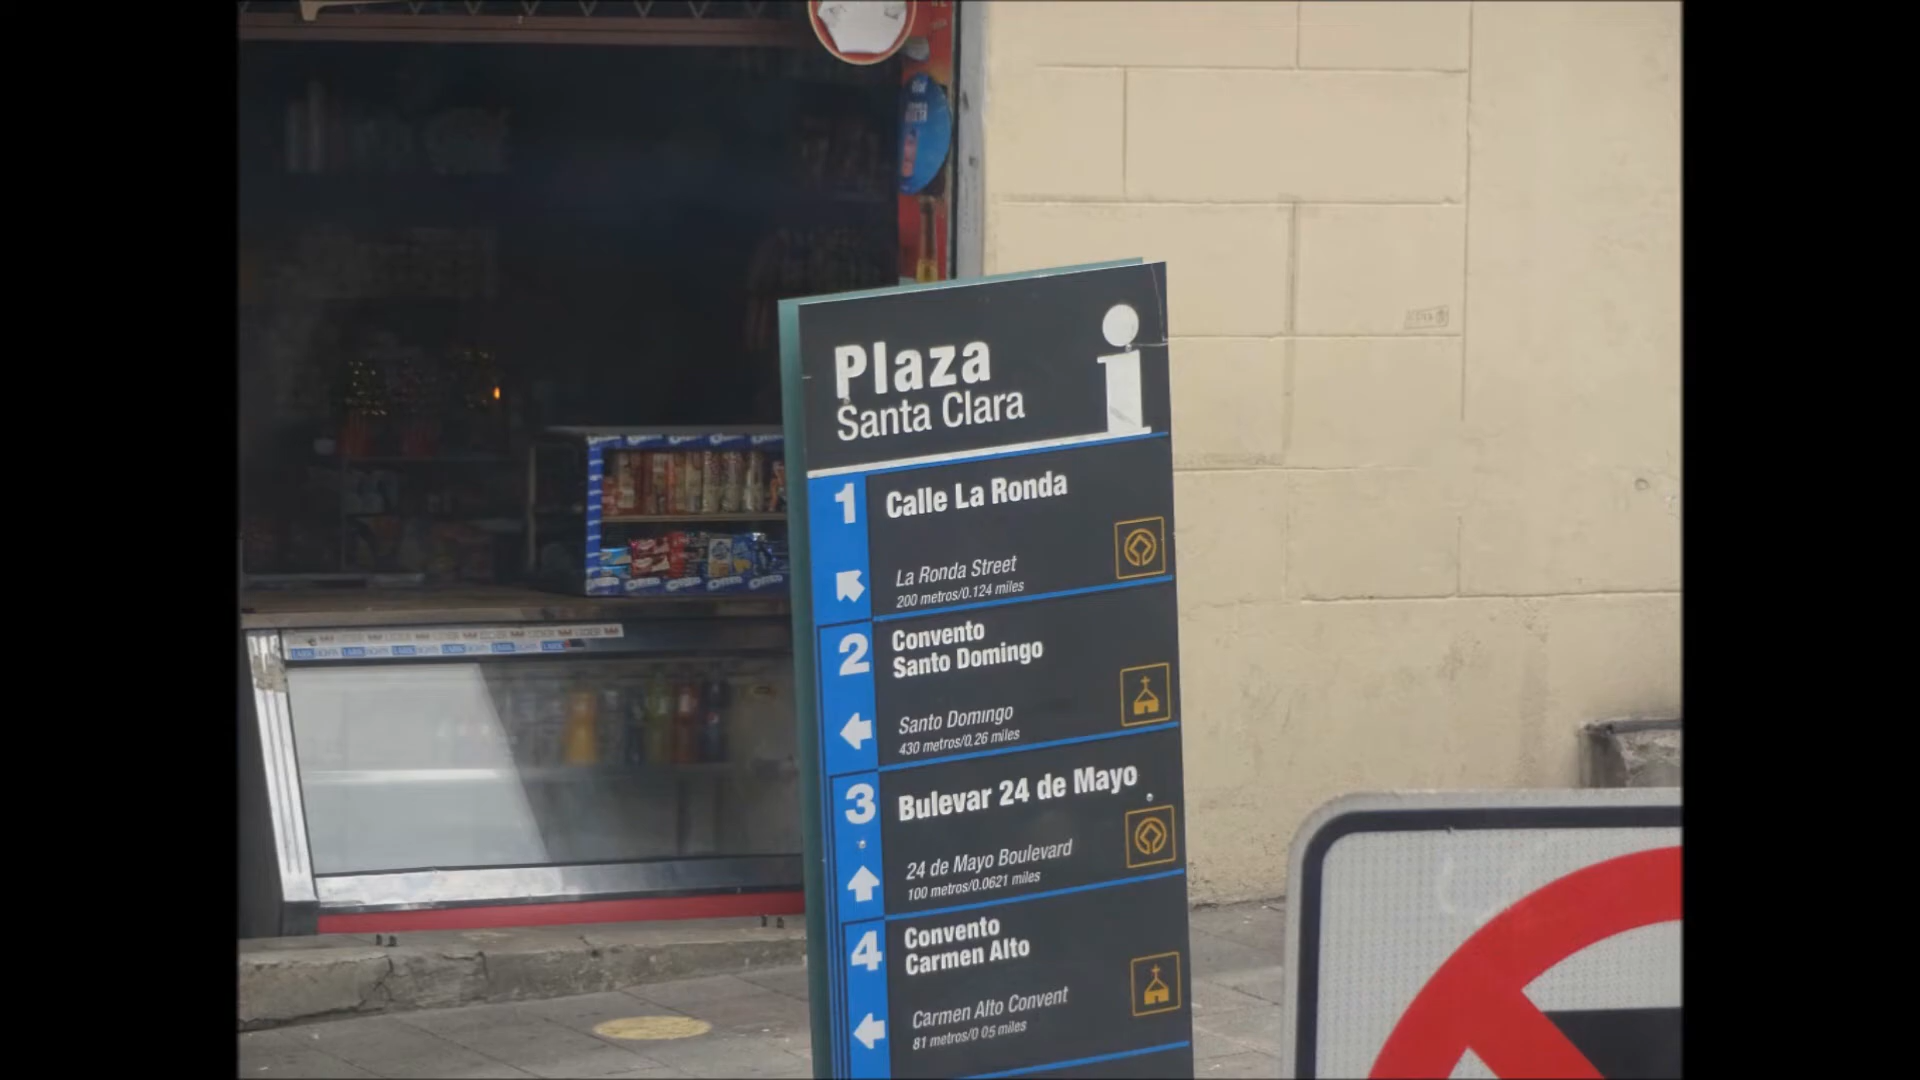 Plaza
Santa Clara
1
Calle La Ronda
La Ronda Street
200 metros/0.124 miles
2
Convento
Santo Domingo
Santo Domingo
430 metros/0.26 miles
3
Bulevar 24 de Mayo
24 de Mayo Boulevard
100 metros/0.0621 miles
4
Convento
Carmen Alto
Carmen Alto Convent
81 metros/0 05 miles